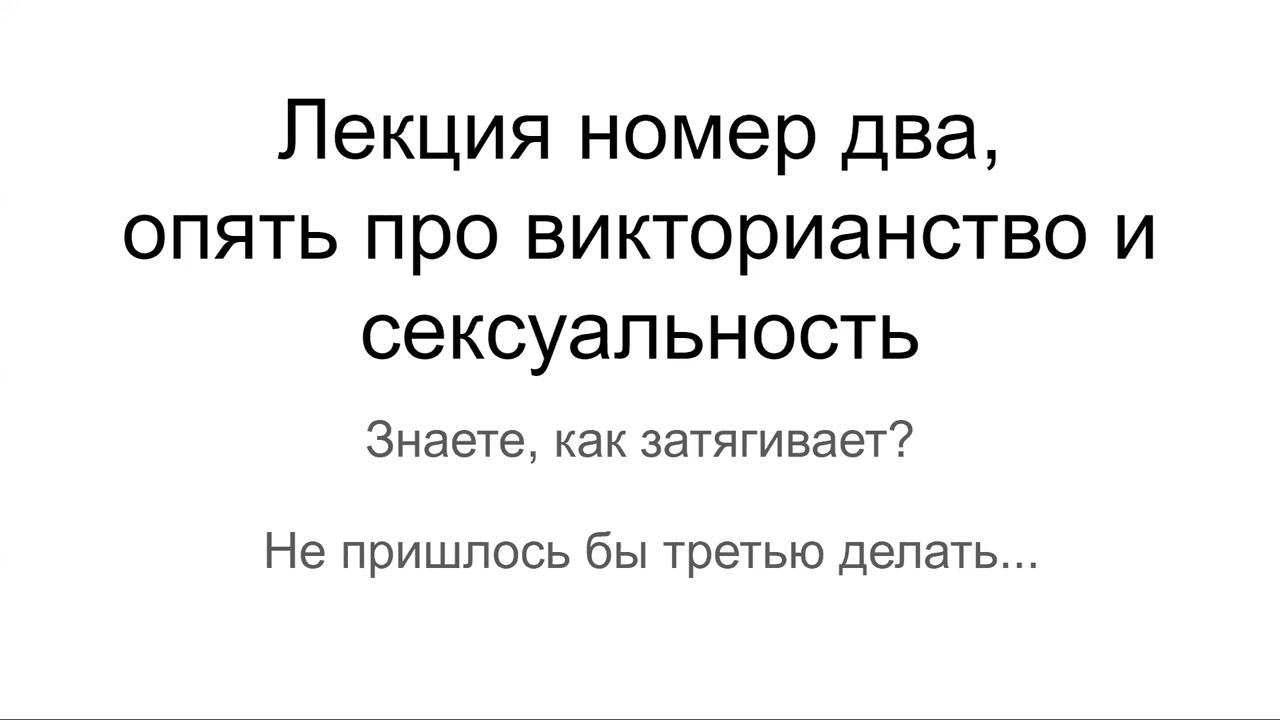 Лекция номер два,
опять про викторианство и
сексуальность
Знаете, как затягивает?
Не пришлось бы третью делать...